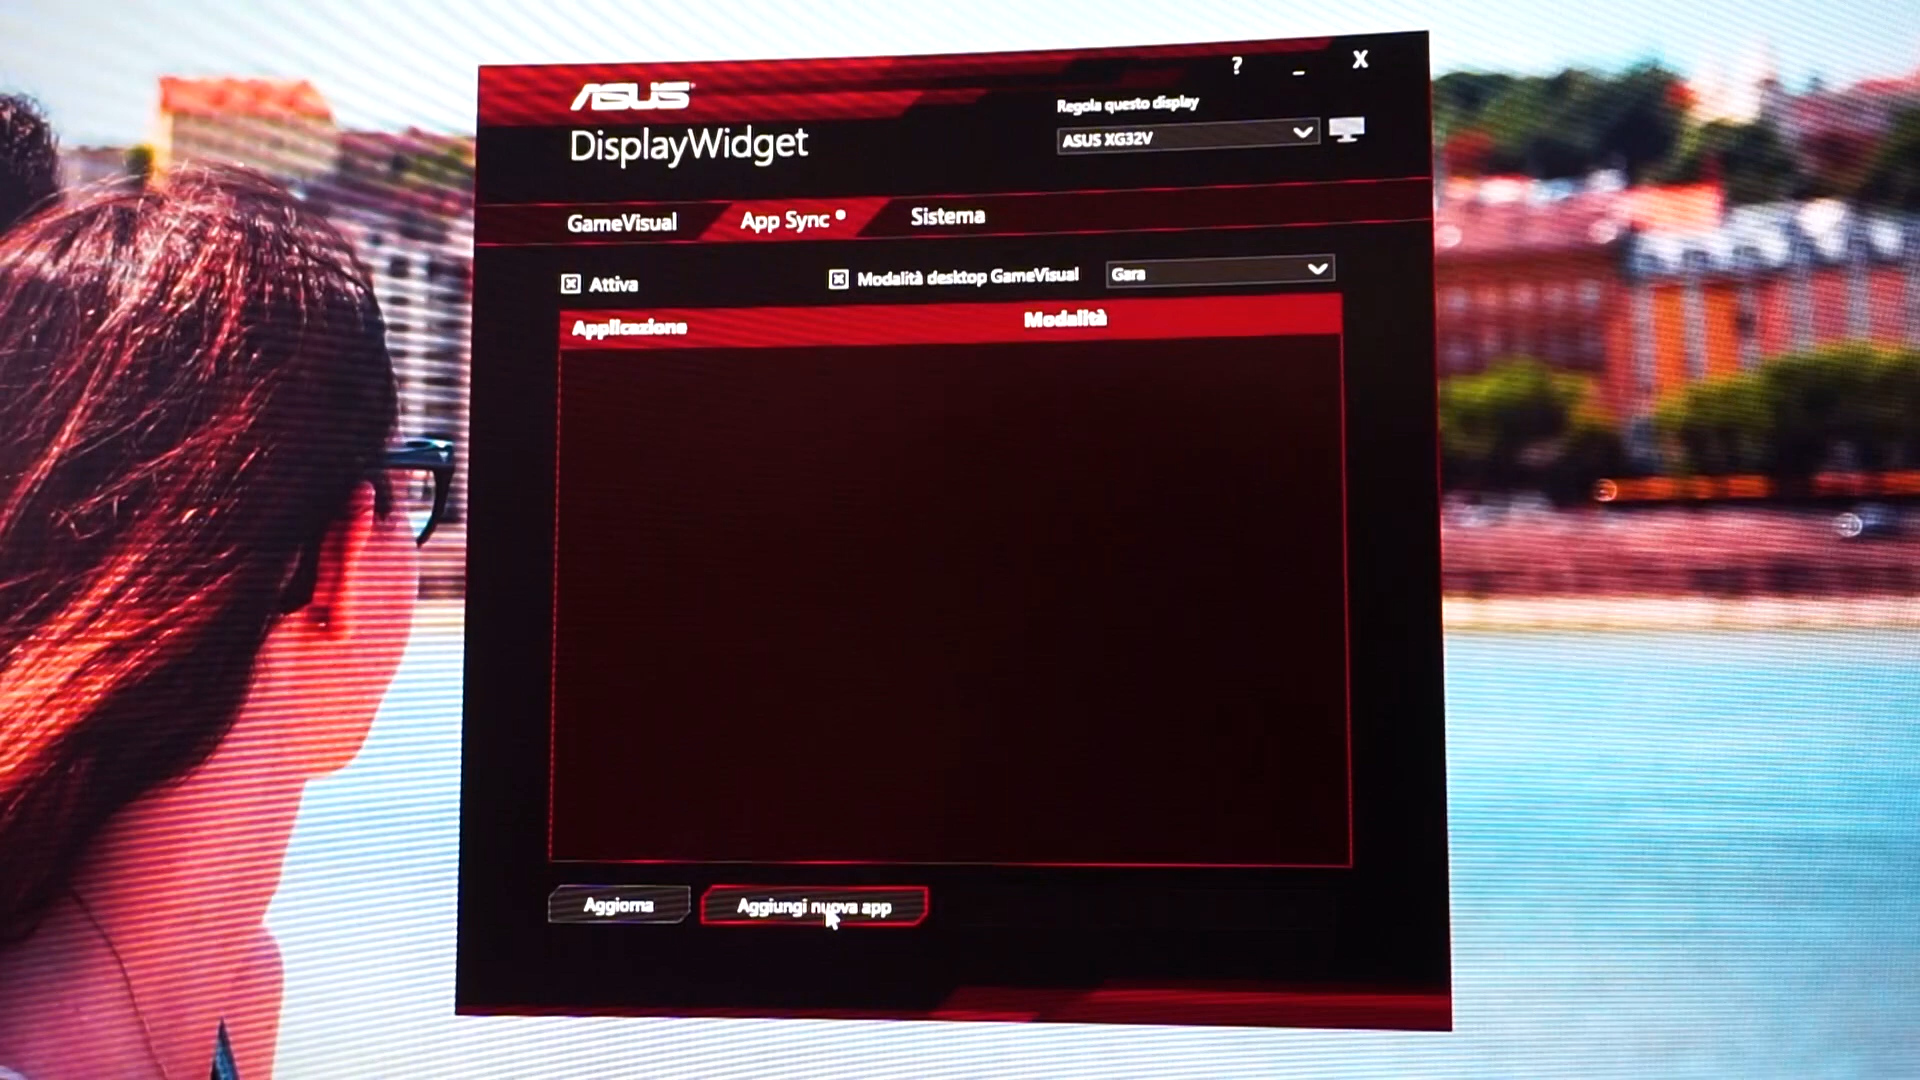 ?
_
X
ASUS
DisplayWidget
Regola questo display
ASUS XG32V
GameVisual
App Sync
Sistema
Attiva
Modalità desktop GameVisual
Gara
Applicazione
Modalità
Aggiorna
Aggiungi nuova app